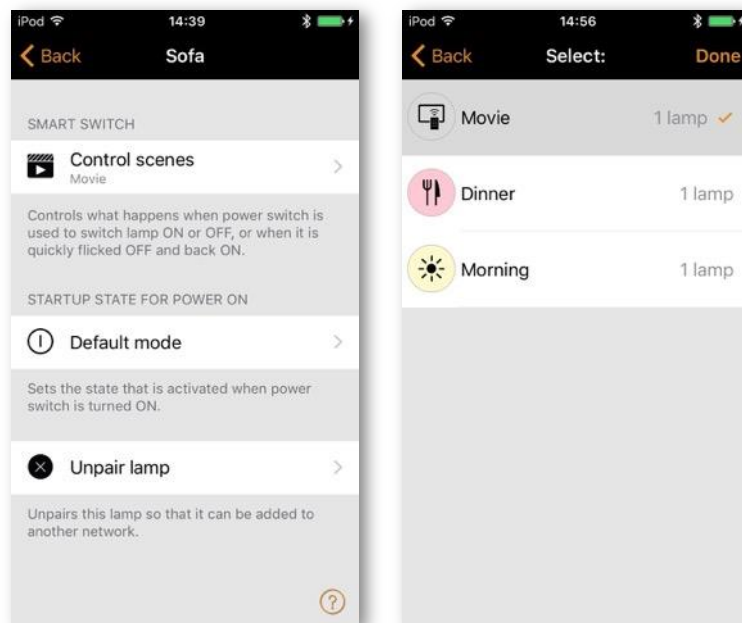 iPod 14:39
Back Sofa
SMART SWITCH
Control scenes
Movie
Controls what happens when power switch is
used to switch lamp ON or OFF, or when it is
quickly flicked OFF and back ON.
STARTUP STATE FOR POWER ON
Default mode
Sets the state that is activated when power
switch is turned ON.
Unpair lamp
Unpairs this lamp so that it can be added to
another network.
?
iPod 14:56
Back Select: Done
Movie 1 lamp
Dinner 1 lamp
Morning 1 lamp